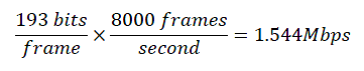 193 bits/frame × 8000 frames/second = 1.544Mbps